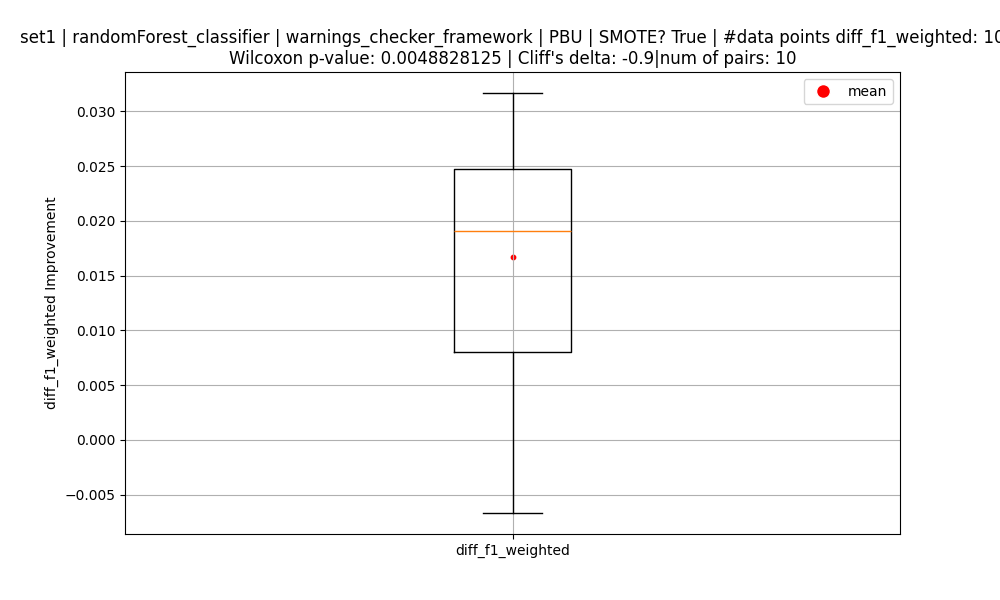 set1 | randomForest_classifier | warnings_checker_framework | PBU | SMOTE? True | #data points diff_f1_weighted: 10
Wilcoxon p-value: 0.0048828125 | Cliff's delta: -0.9|num of pairs: 10
mean
0.030
0.025
0.020
0.015
0.010
0.005
0.000
−0.005
diff_f1_weighted Improvement
diff_f1_weighted